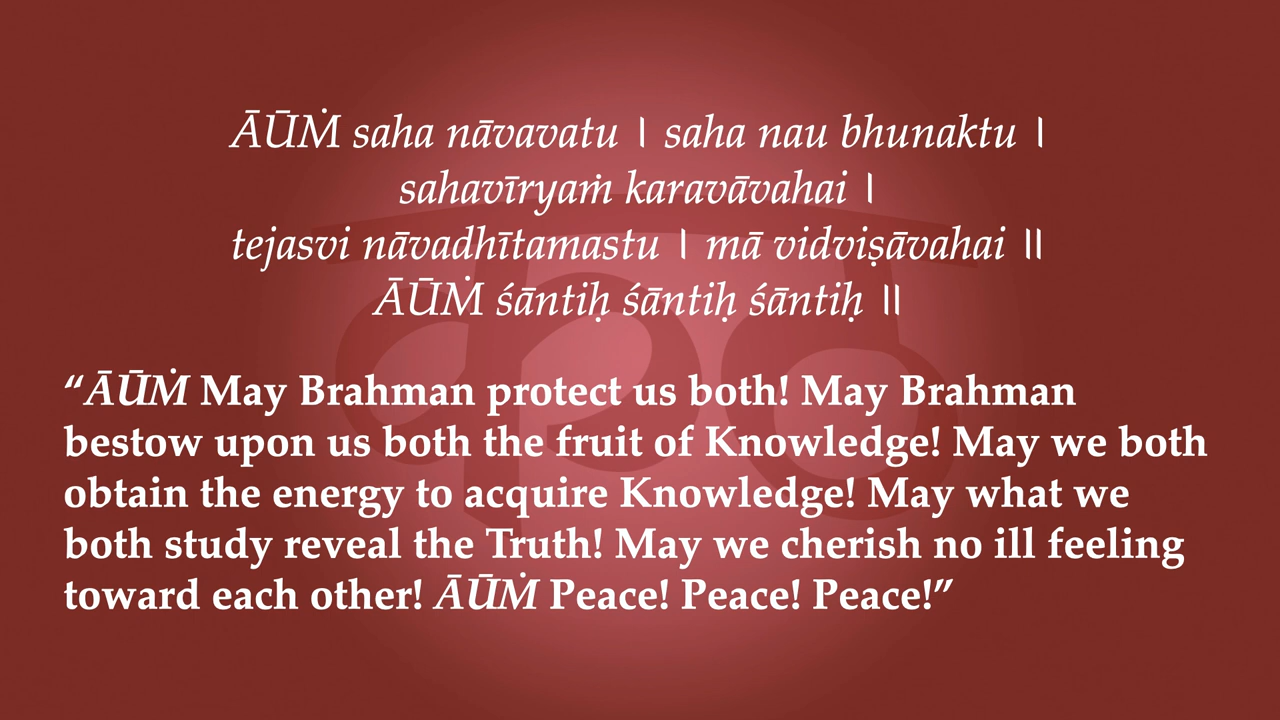 ĀŪṀ saha nāvavatu । saha nau bhunaktu ।
sahavīryaṁ karavāvahai ।
tejasvi nāvadhītamastu । mā vidviṣāvahai ॥
ĀŪṀ śāntiḥ śāntiḥ śāntiḥ ॥
“ĀŪṀ May Brahman protect us both! May Brahman
bestow upon us both the fruit of Knowledge! May we both
obtain the energy to acquire Knowledge! May what we
both study reveal the Truth! May we cherish no ill feeling
toward each other! ĀŪṀ Peace! Peace! Peace!”